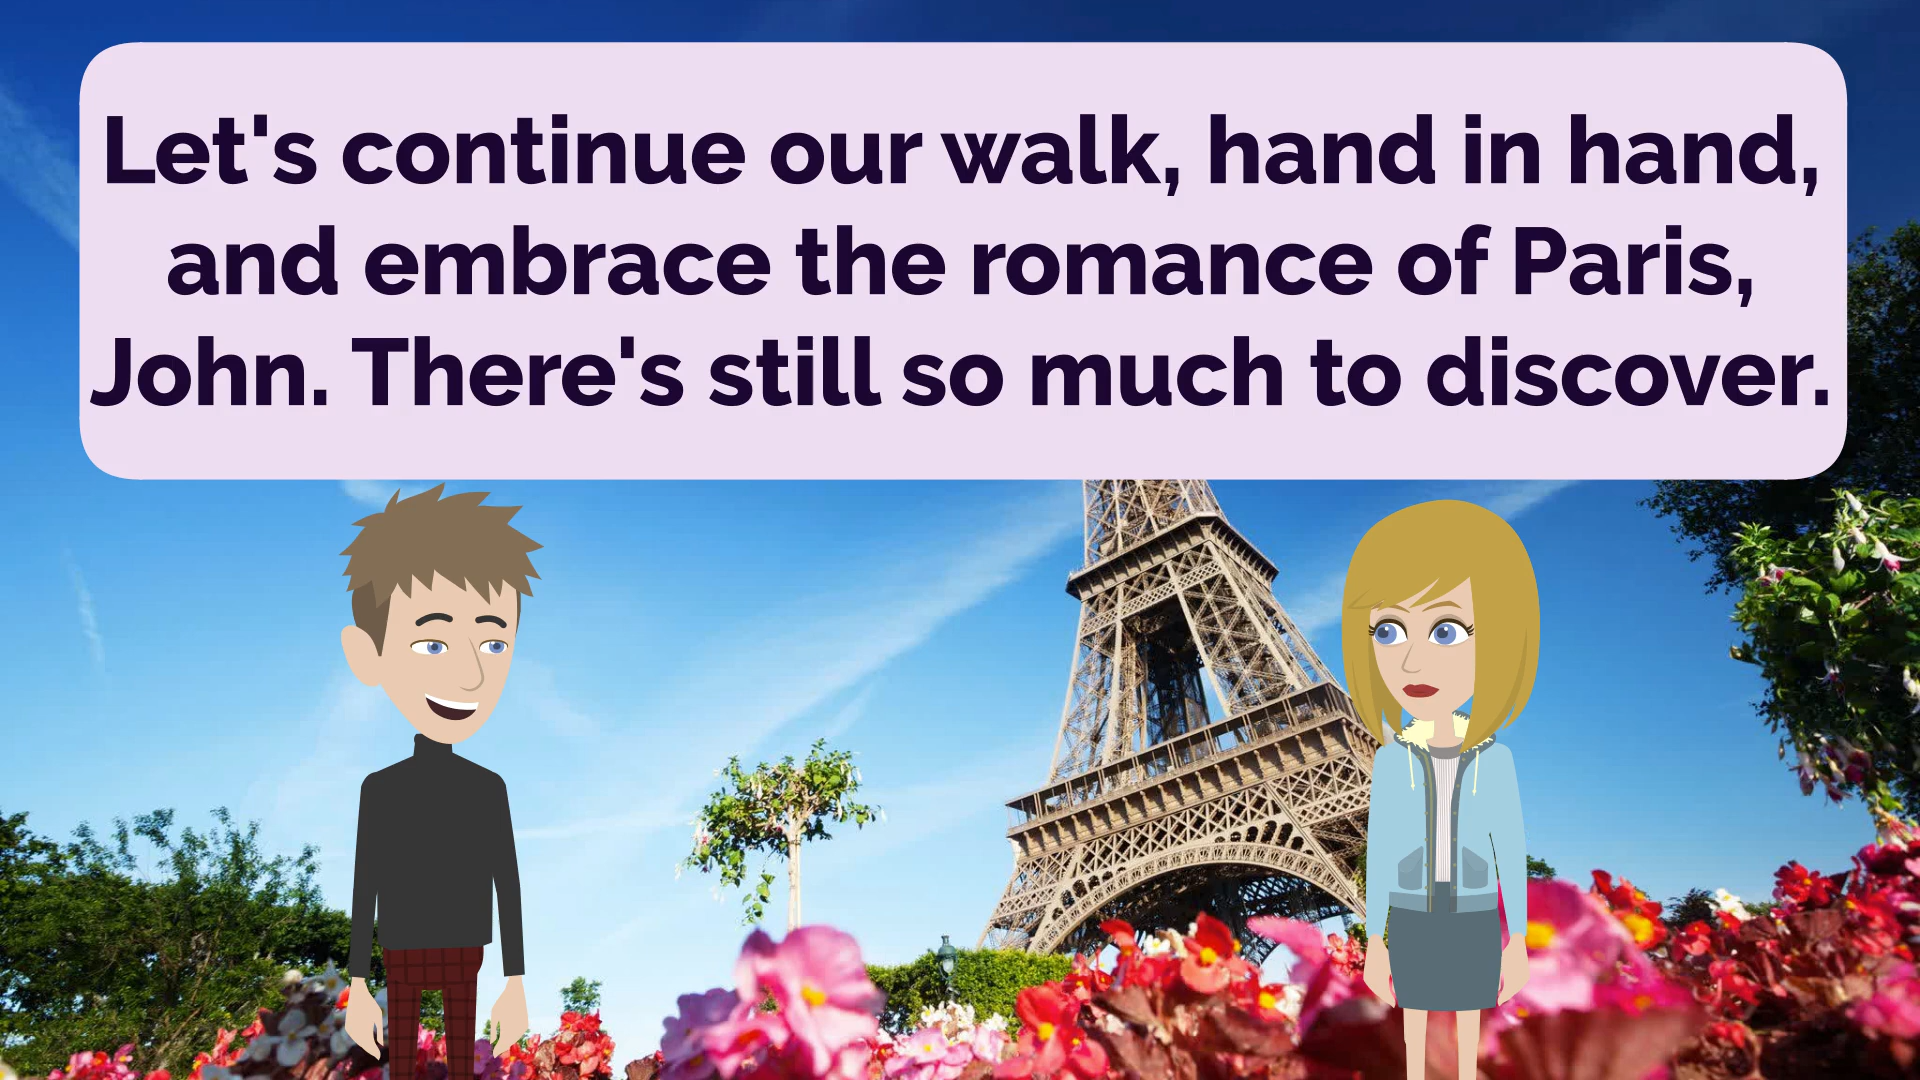 Let's continue our walk, hand in hand,
and embrace the romance of Paris,
John. There's still so much to discover.